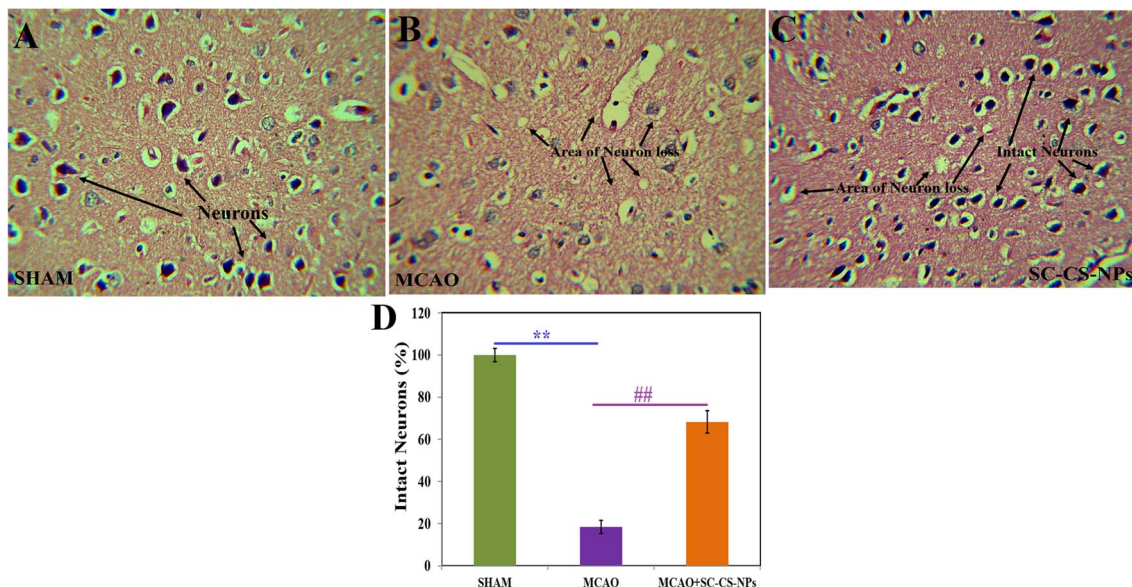 A
B
C
Area of Neuron loss
Intact Neurons
Area of Neuron loss
Neurons
SHAM
MCAO
SC-CS-NPs
D
120
100
80
60
40
20
0
Intact Neurons (%)
**
##
SHAM
MCAO
MCAO+SC-CS-NPs